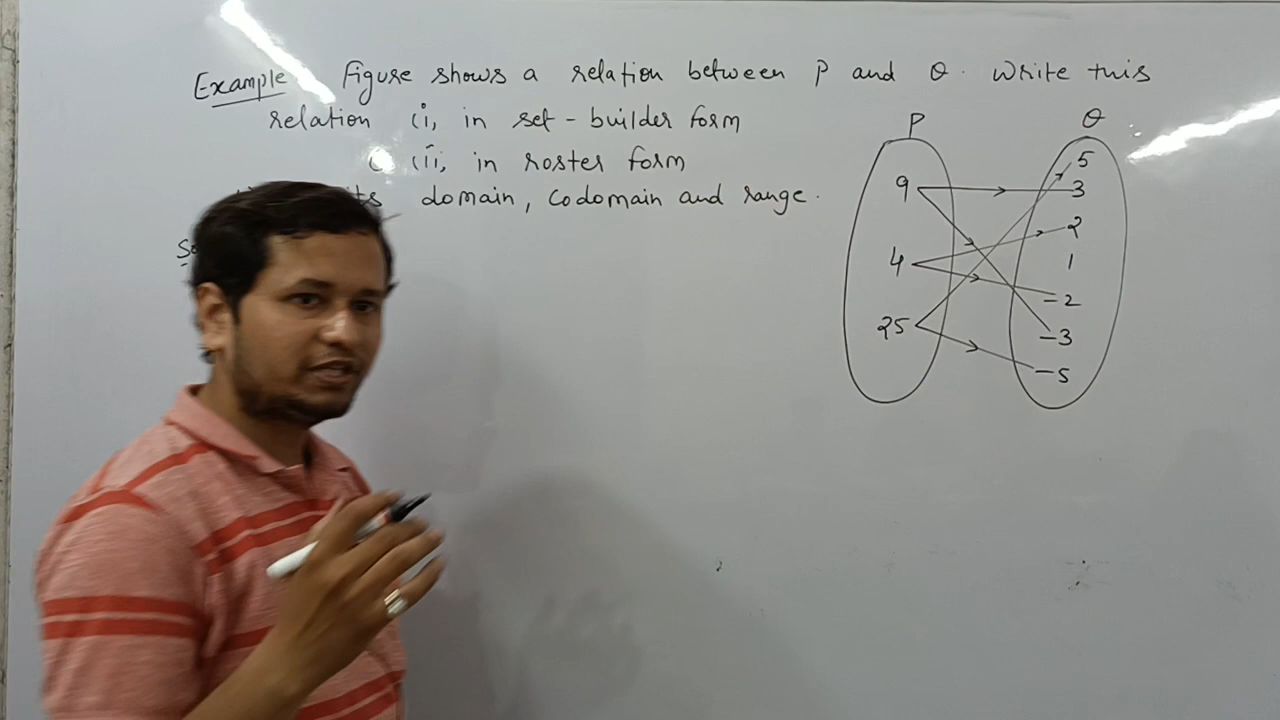 Example Figure shows a relation between P and Q. Write this
relation (i) in set-builder form
(ii) in roster form
its domain, codomain and range.
P
Q
5
9
3
2
4
1
-2
25
-3
-5